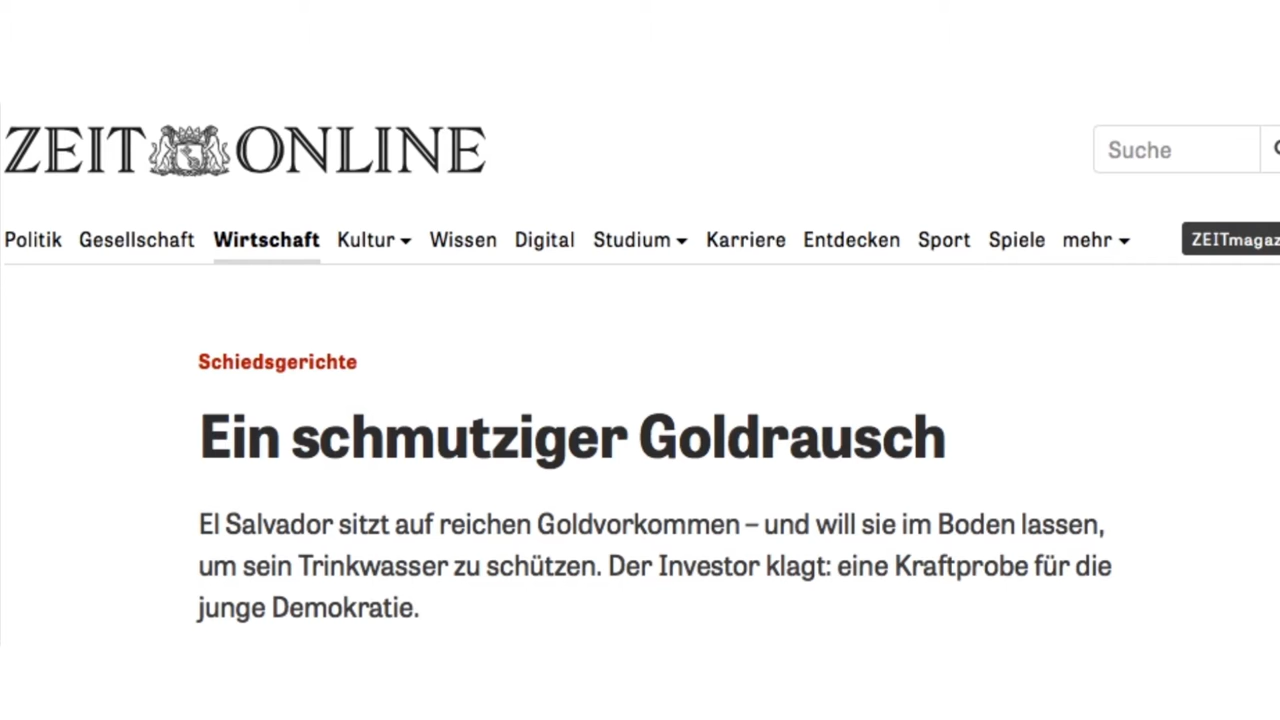 ZEIT ONLINE
Suche
Politik Gesellschaft Wirtschaft Kultur Wissen Digital Studium Karriere Entdecken Sport Spiele mehr ZEITmagaz
Schiedsgerichte
Ein schmutziger Goldrausch
El Salvador sitzt auf reichen Goldvorkommen – und will sie im Boden lassen,
um sein Trinkwasser zu schützen. Der Investor klagt: eine Kraftprobe für die
junge Demokratie.